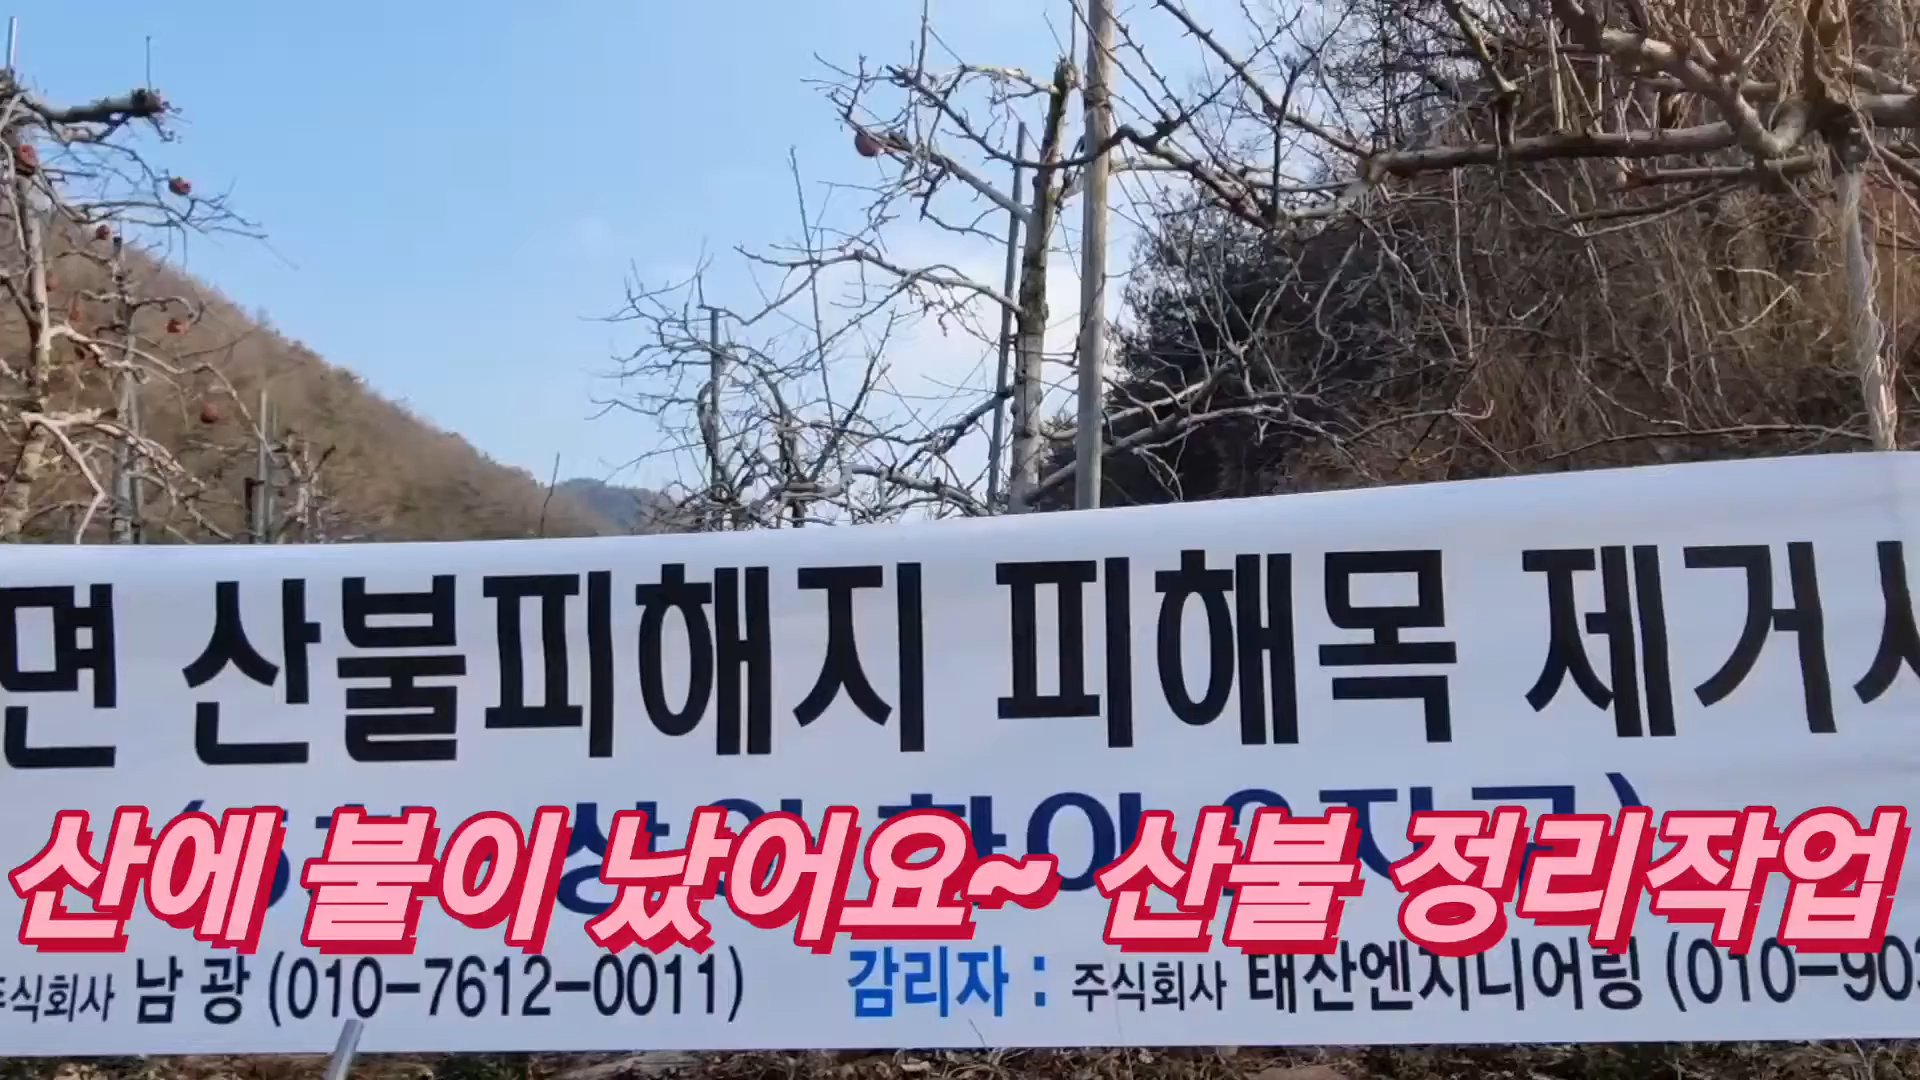 면 산불피해지 피해목 제거사
산에 불이 났어요~ 산불 정리작업
주식회사 남 광 (010-7612-0011) 감리자 : 주식회사 태산엔지니어링 (010-903